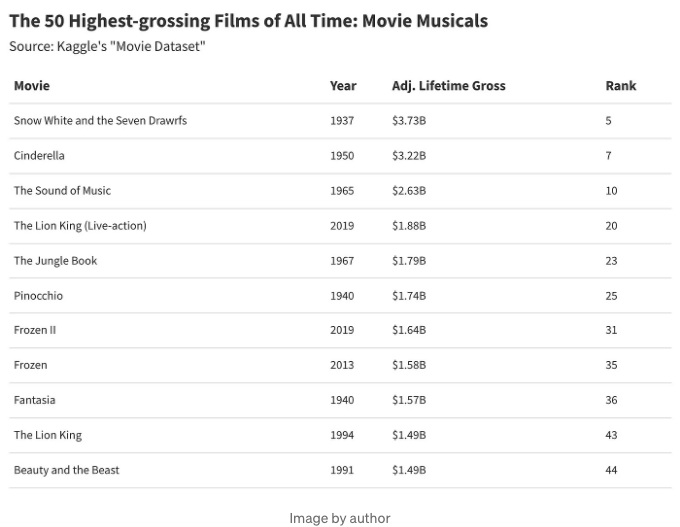 The 50 Highest-grossing Films of All Time: Movie Musicals
Source: Kaggle's "Movie Dataset"
Movie Year Adj. Lifetime Gross Rank
Snow White and the Seven Drawrfs 1937 $3.73B 5
Cinderella 1950 $3.22B 7
The Sound of Music 1965 $2.63B 10
The Lion King (Live-action) 2019 $1.88B 20
The Jungle Book 1967 $1.79B 23
Pinocchio 1940 $1.74B 25
Frozen II 2019 $1.64B 31
Frozen 2013 $1.58B 35
Fantasia 1940 $1.57B 36
The Lion King 1994 $1.49B 43
Beauty and the Beast 1991 $1.49B 44
Image by author